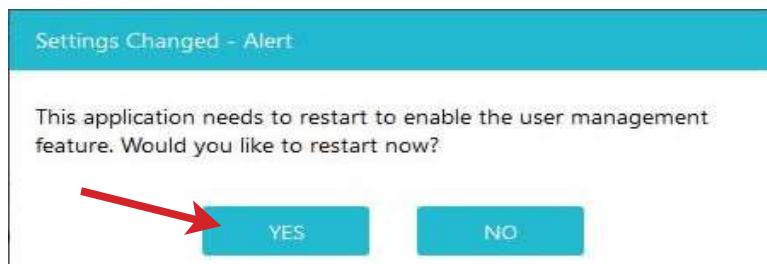 Settings Changed - Alert
This application needs to restart to enable the user management
feature. Would you like to restart now?
YES NO